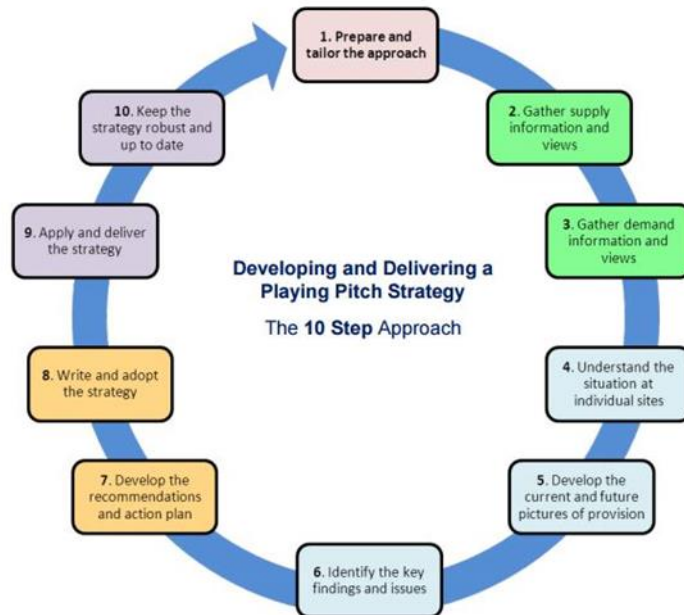 1. Prepare and
tailor the approach
2. Gather supply
information and
views
3. Gather demand
information and
views
4. Understand the
situation at
individual sites
5. Develop the
current and future
pictures of provision
6. Identify the key
findings and issues
7. Develop the
recommendations
and action plan
8. Write and adopt
the strategy
9. Apply and deliver
the strategy
10. Keep the
strategy robust and
up to date
Developing and Delivering a
Playing Pitch Strategy
The 10 Step Approach